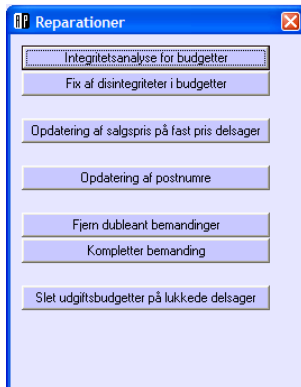 Reparationer
Integritetsanalyse for budgetter
Fix af disintegriteter i budgetter
Opdatering af salgspris på fast pris delsager
Opdatering af postnumre
Fjern dubleant bemandinger
Kompletter bemanding
Slet udgiftsbudgetter på lukkede delsager